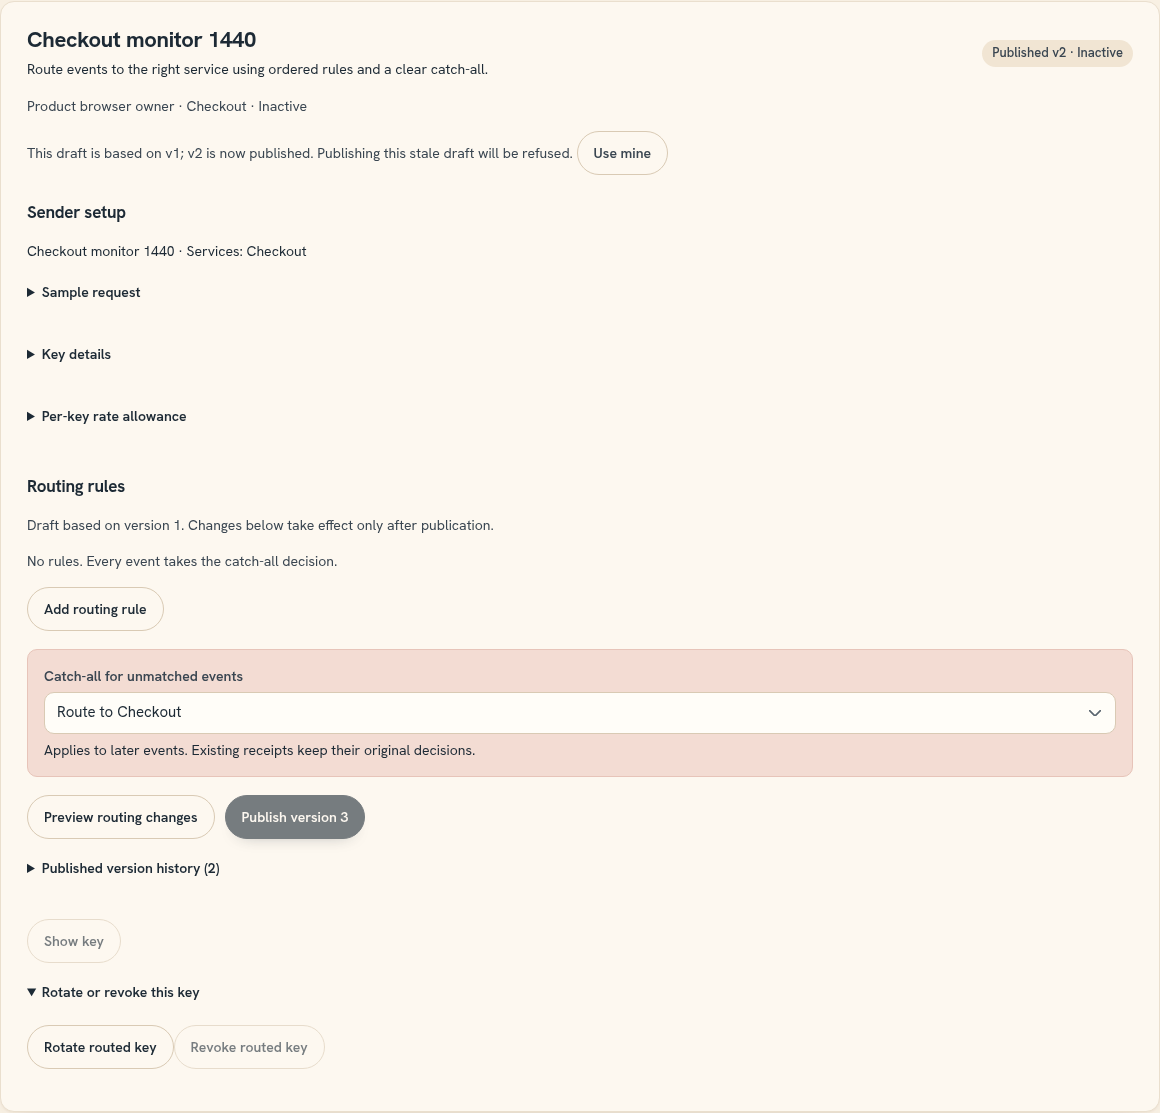 Checkout monitor 1440
Published v2 · Inactive
Route events to the right service using ordered rules and a clear catch-all.
Product browser owner · Checkout · Inactive
This draft is based on v1; v2 is now published. Publishing this stale draft will be refused. Use mine
Sender setup
Checkout monitor 1440 · Services: Checkout
Sample request
Key details
Per-key rate allowance
Routing rules
Draft based on version 1. Changes below take effect only after publication.
No rules. Every event takes the catch-all decision.
Add routing rule
Catch-all for unmatched events
Route to Checkout
Applies to later events. Existing receipts keep their original decisions.
Preview routing changes Publish version 3
Published version history (2)
Show key
Rotate or revoke this key
Rotate routed key Revoke routed key